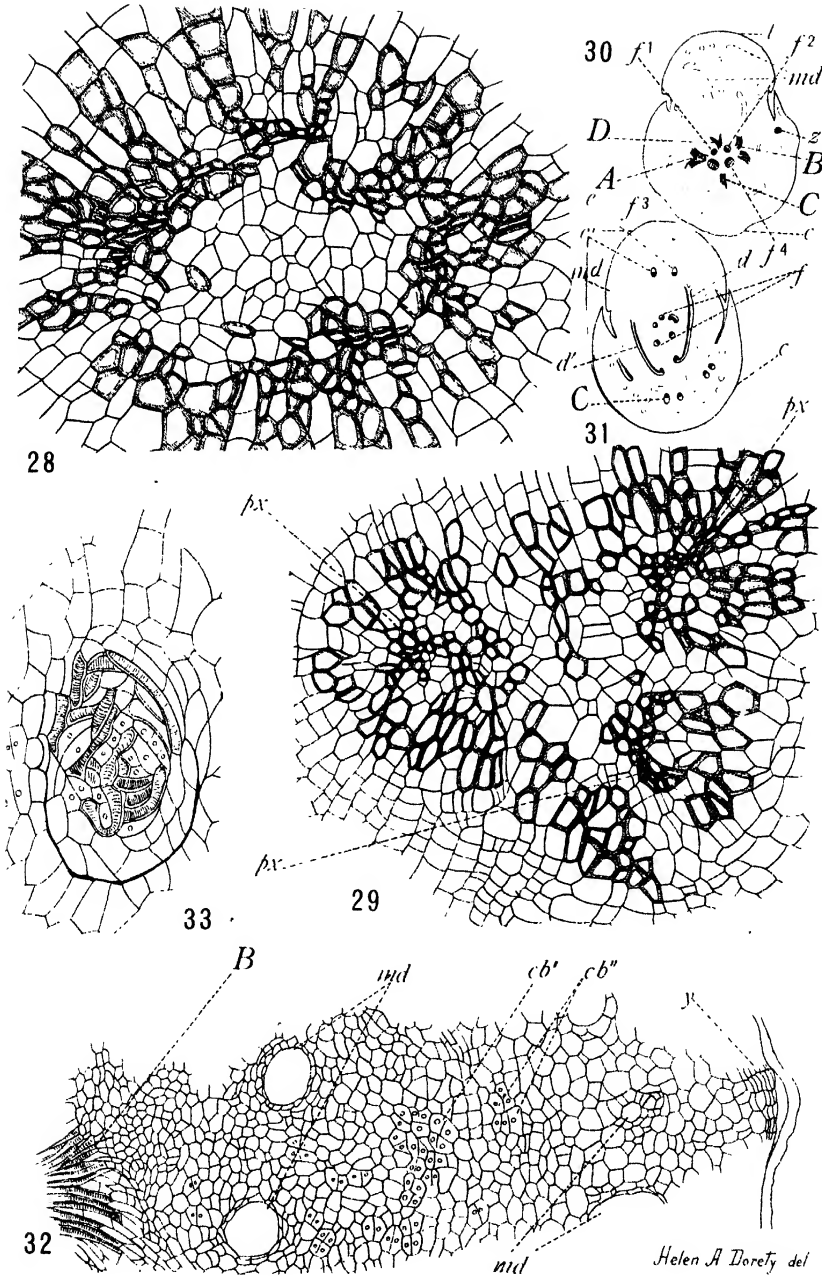 30
l
f¹
f²
md
D
z
A
B
C
c
f³
f⁴
md
d
f
d'
c
C
31
px
28
px
px
29
33
B
md
cb'
cb"
y
md
32
Helen A Dorety del